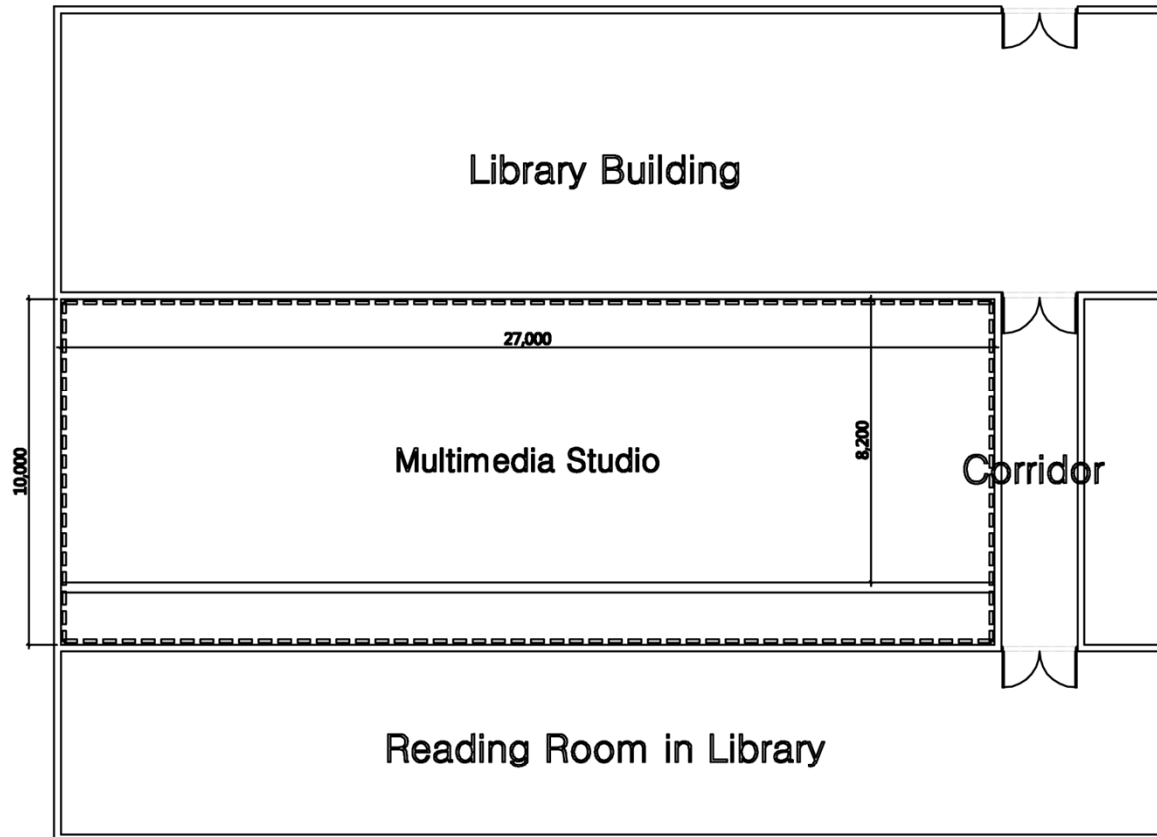 Library Building
27,000
10,000
8,200
Multimedia Studio
Corridor
Reading Room in Library